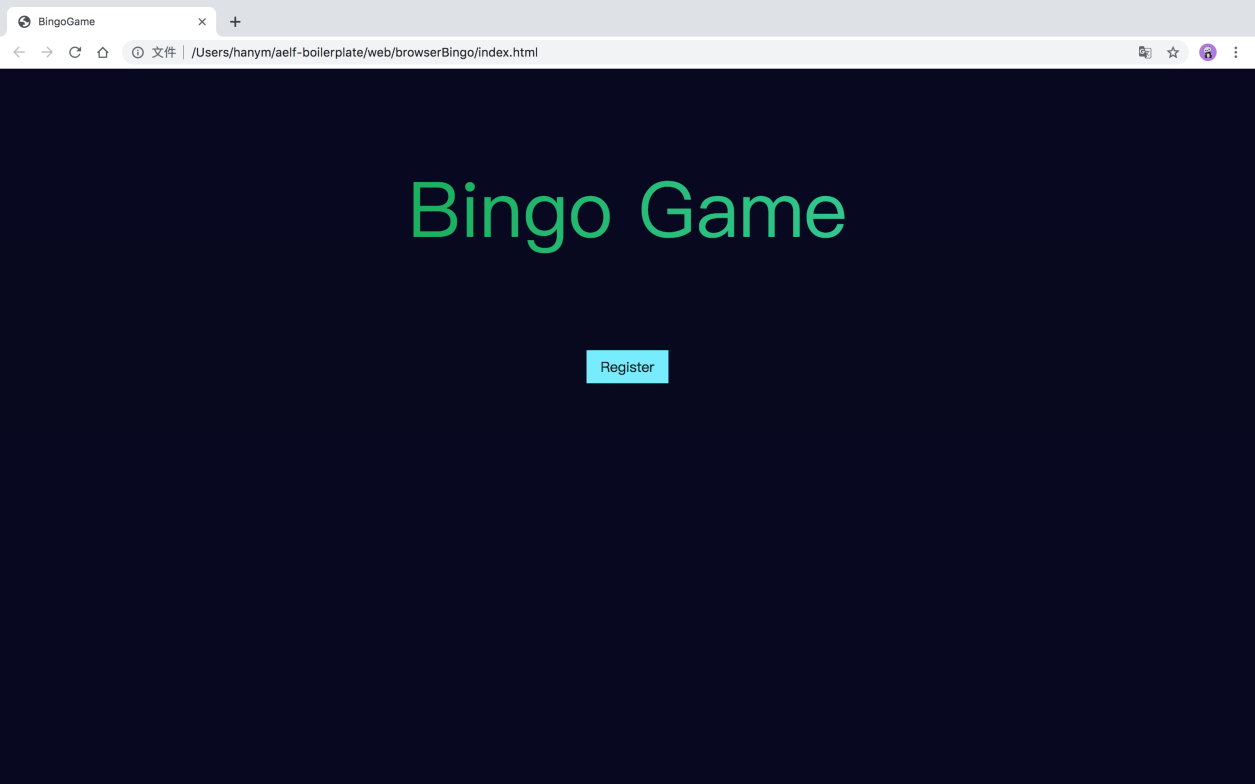 BingoGame
文件 /Users/hanym/aelf-boilerplate/web/browserBingo/index.html
Bingo Game
Register